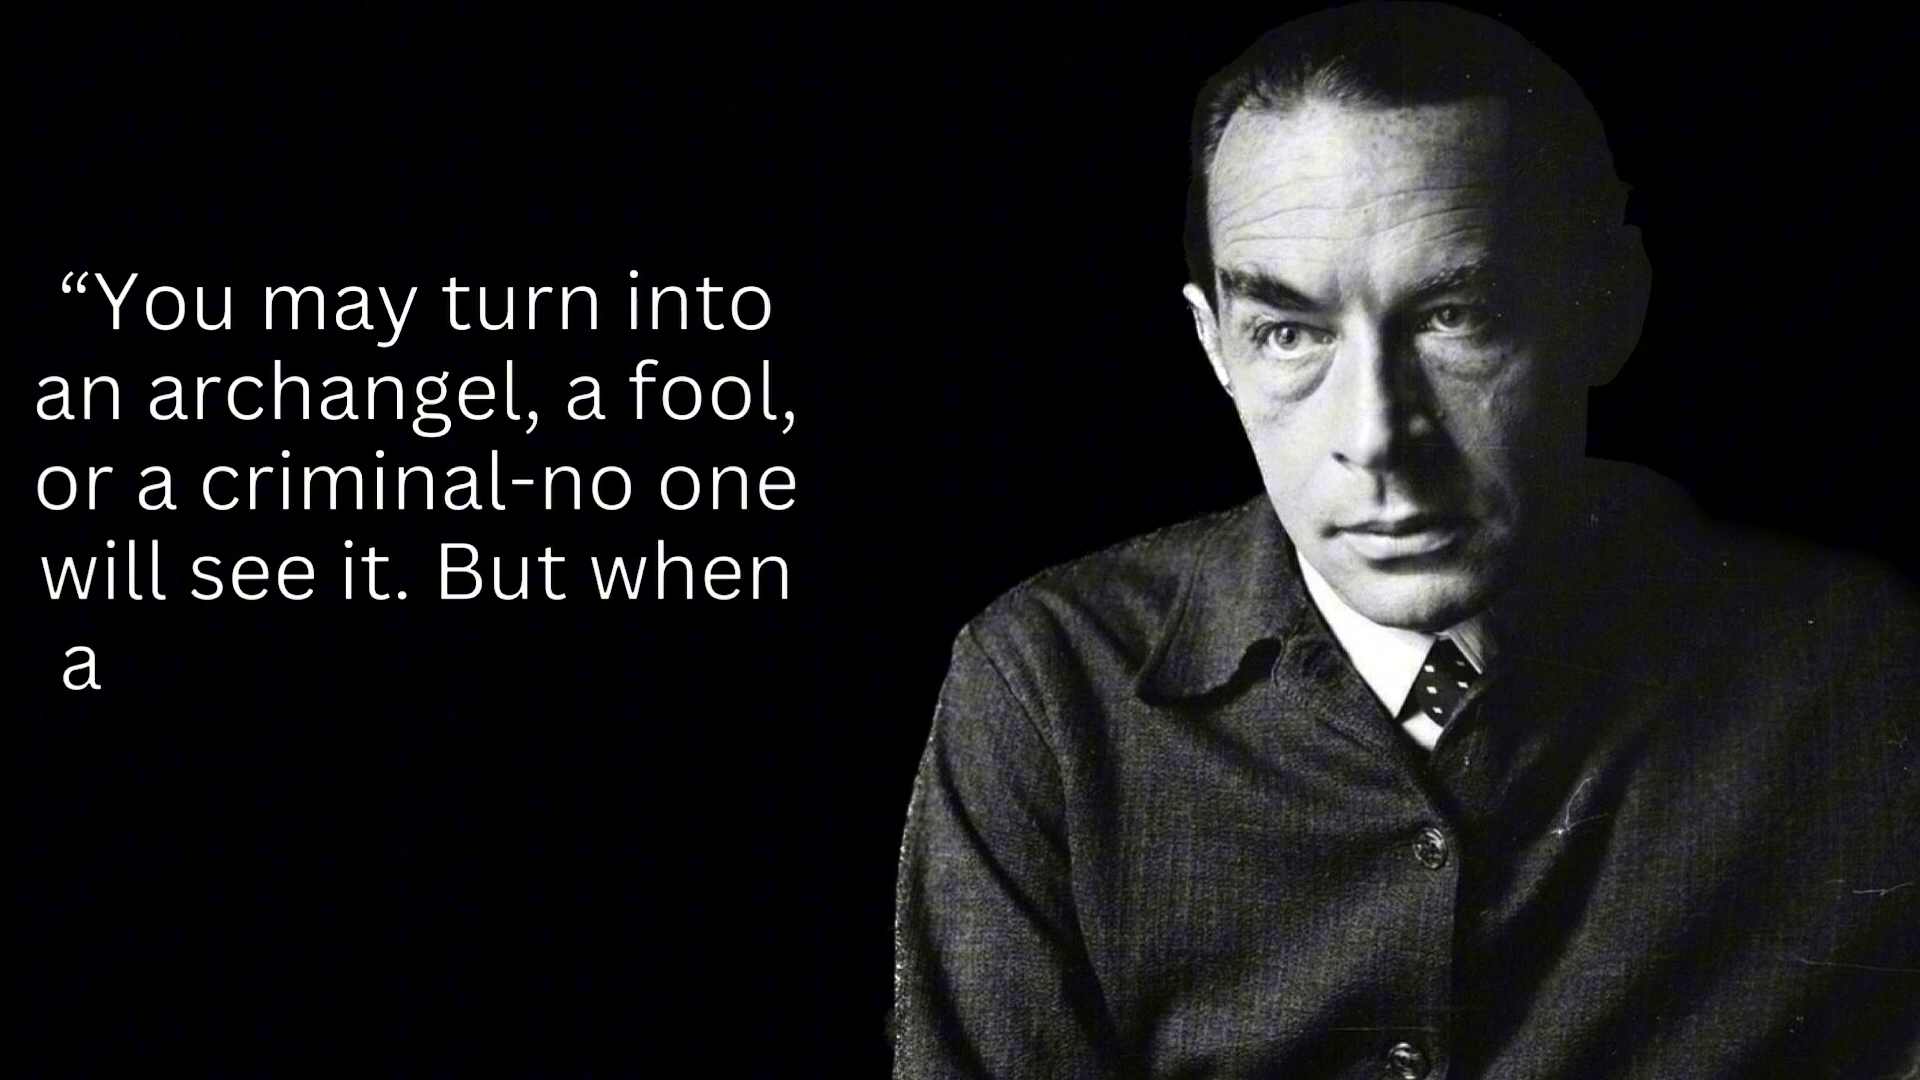 “You may turn into
an archangel, a fool,
or a criminal-no one
will see it. But when
a